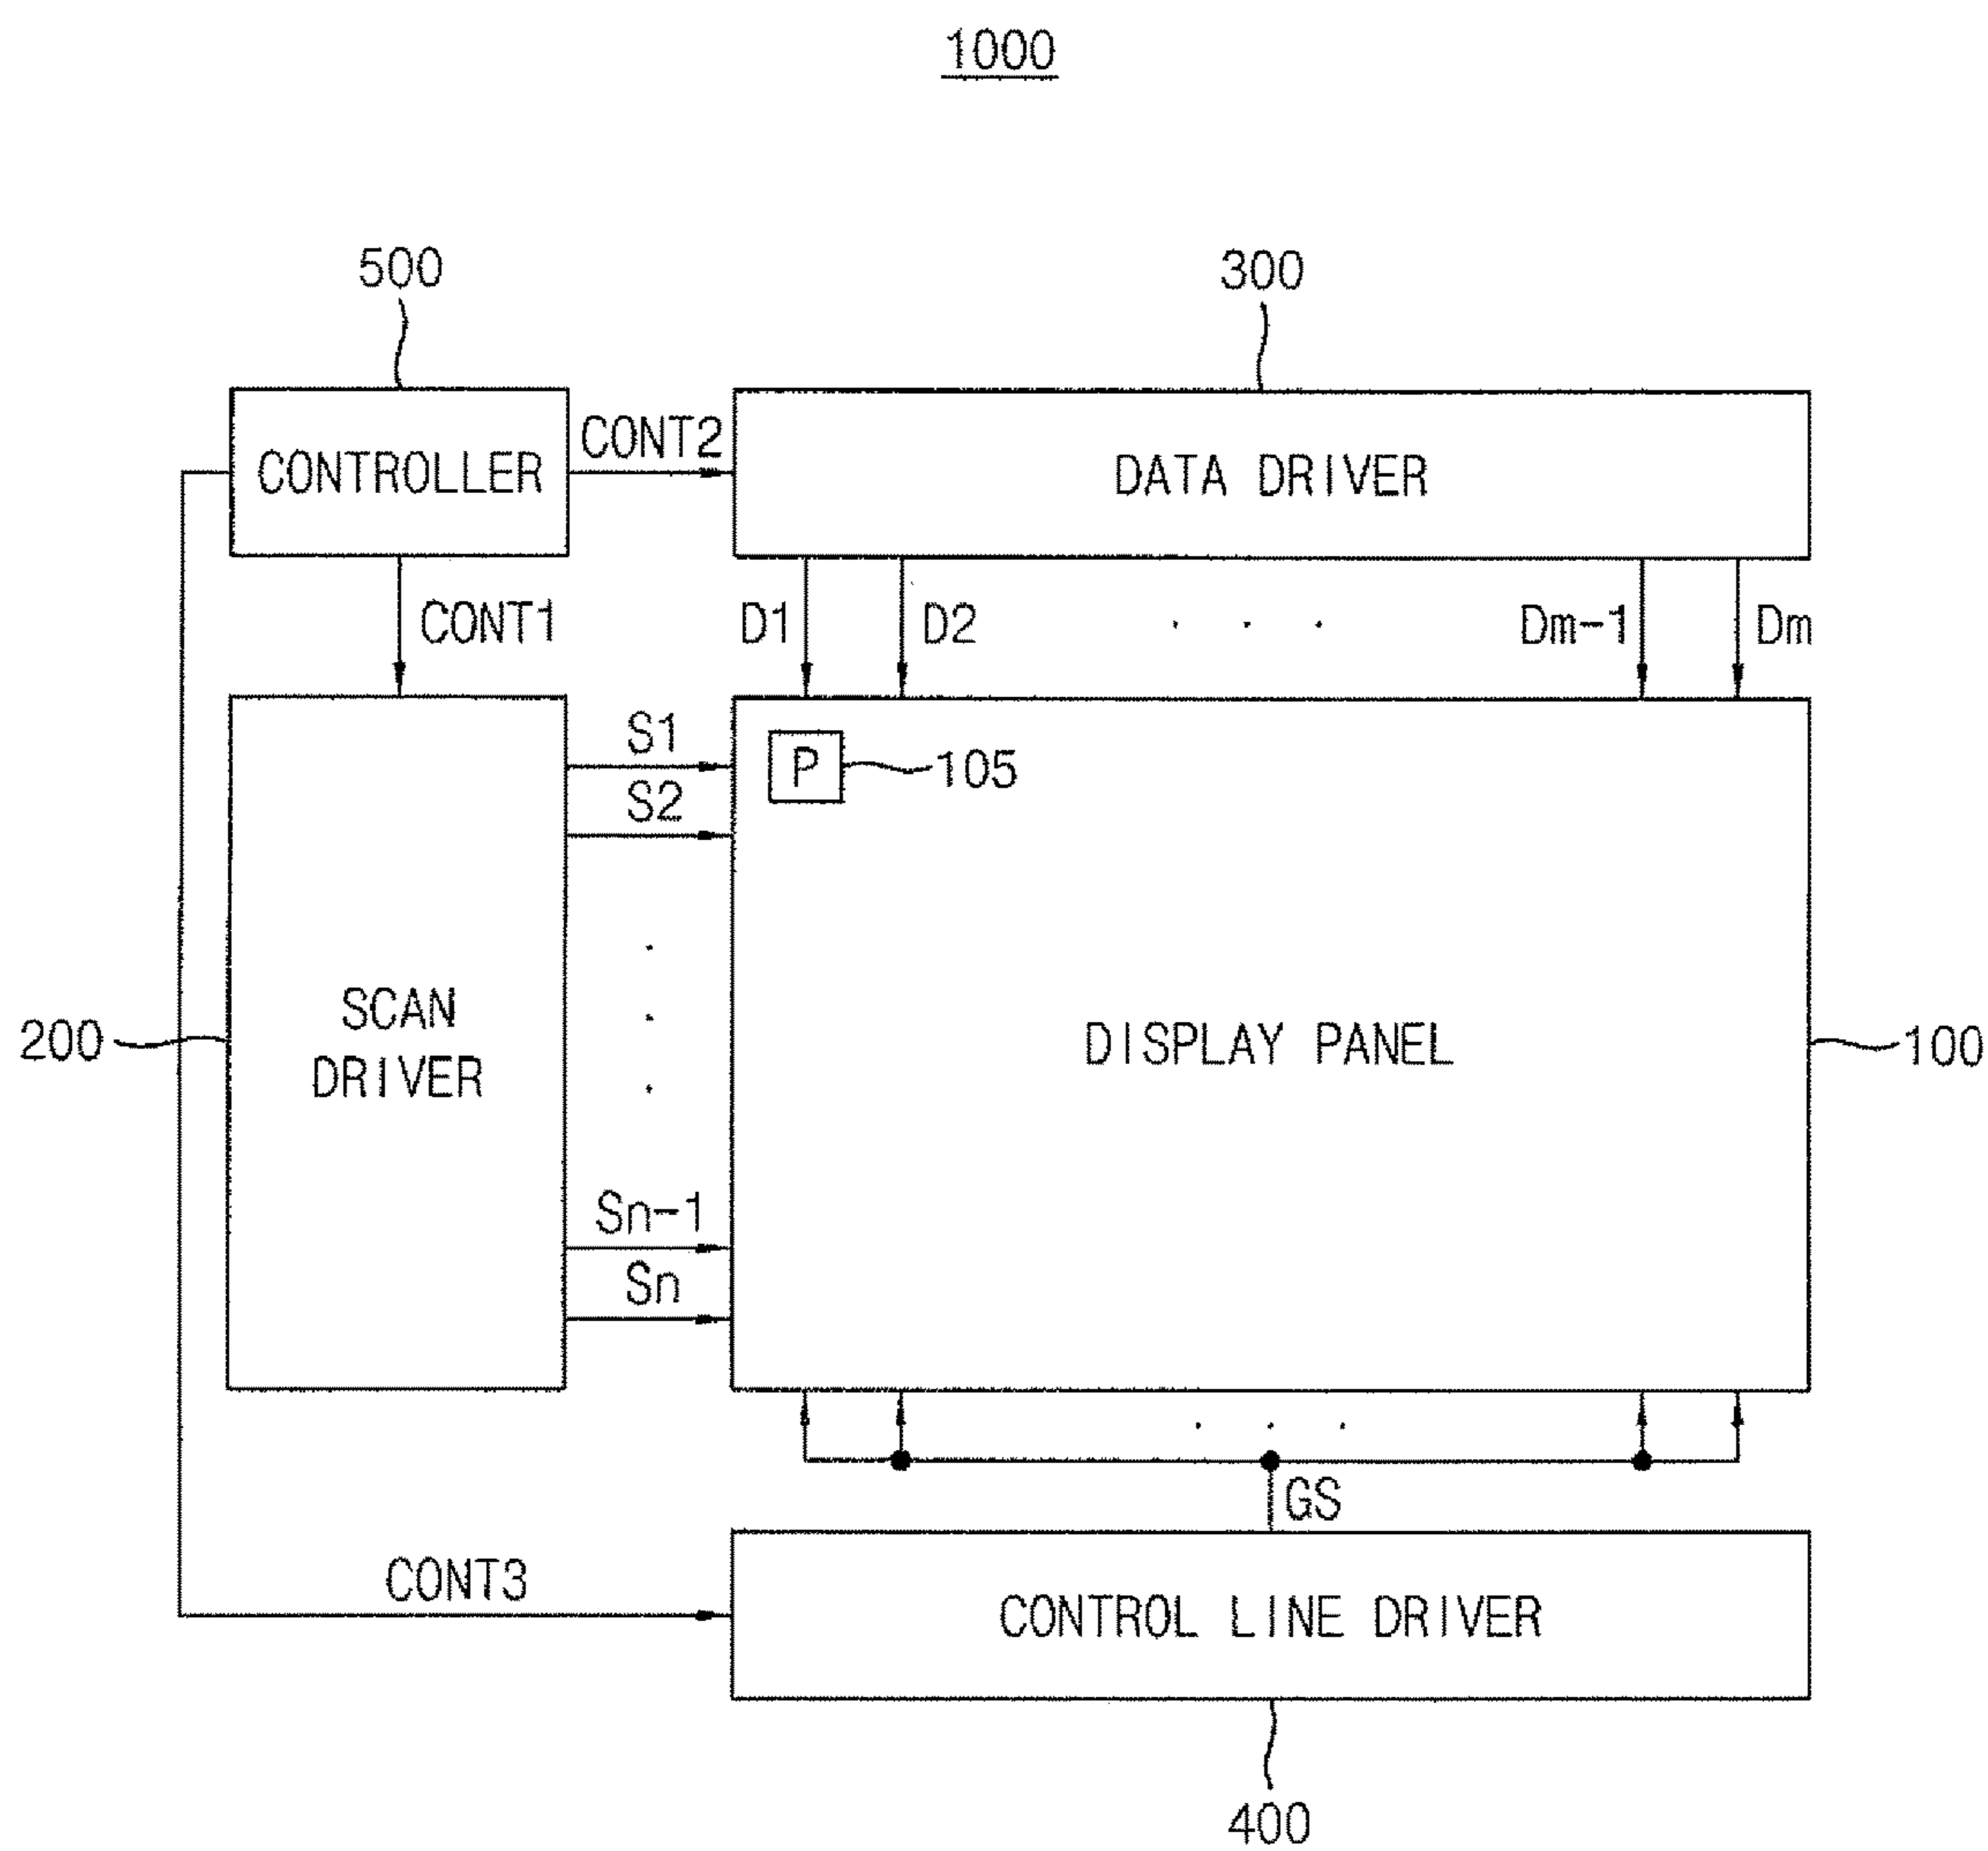 1000
500
300
CONTROLLER
CONT2
DATA DRIVER
CONT1
D1
D2
. . .
Dm-1
Dm
S1
P
105
S2
.
.
.
200
SCAN
DRIVER
DISPLAY PANEL
100
Sn-1
Sn
. . .
GS
CONT3
CONTROL LINE DRIVER
400